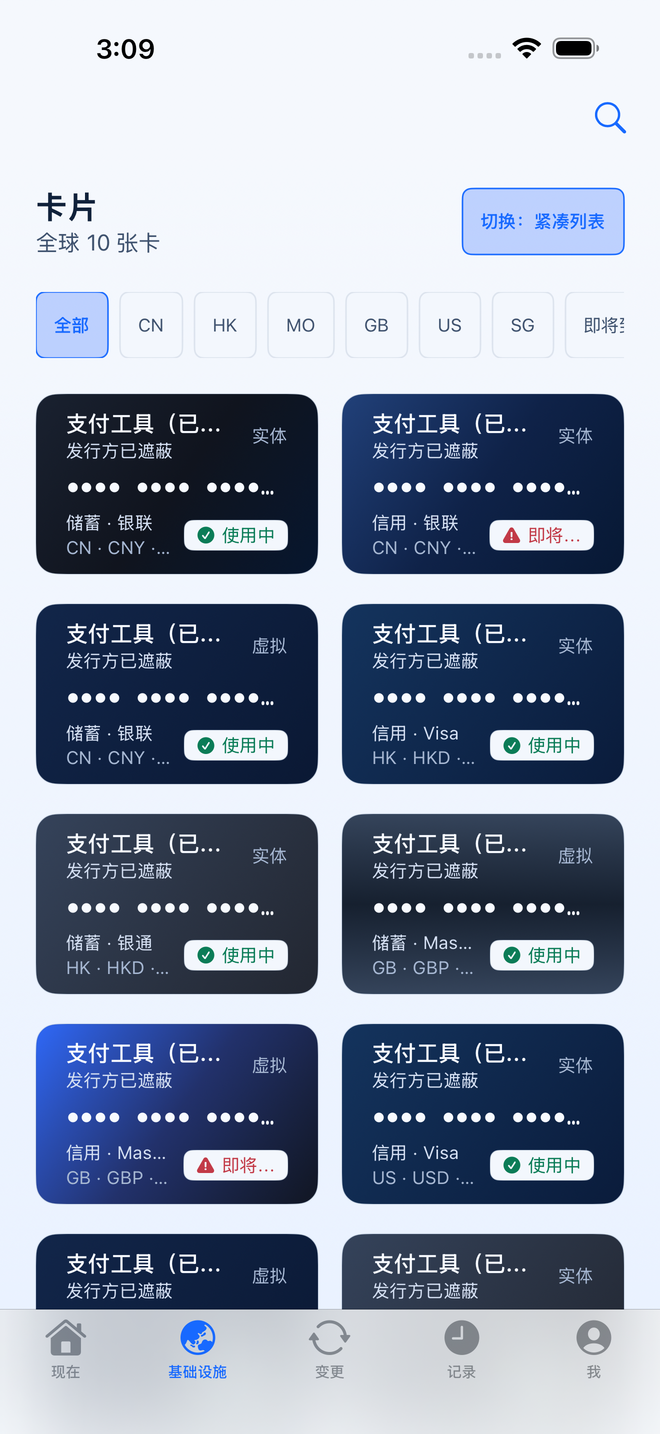 3:09
卡片
全球 10 张卡
切换：紧凑列表
全部
CN
HK
MO
GB
US
SG
即将到
支付工具（已...
实体
发行方已遮蔽
•••• •••• ••••...
储蓄 · 银联
CN · CNY ·...
使用中
支付工具（已...
实体
发行方已遮蔽
•••• •••• ••••...
信用 · 银联
CN · CNY ·...
即将...
支付工具（已...
虚拟
发行方已遮蔽
•••• •••• ••••...
储蓄 · 银联
CN · CNY ·...
使用中
支付工具（已...
实体
发行方已遮蔽
•••• •••• ••••...
信用 · Visa
HK · HKD ·...
使用中
支付工具（已...
实体
发行方已遮蔽
•••• •••• ••••...
储蓄 · 银通
HK · HKD ·...
使用中
支付工具（已...
虚拟
发行方已遮蔽
•••• •••• ••••...
储蓄 · Mas...
GB · GBP ·...
使用中
支付工具（已...
虚拟
发行方已遮蔽
•••• •••• ••••...
信用 · Mas...
GB · GBP ·...
即将...
支付工具（已...
实体
发行方已遮蔽
•••• •••• ••••...
信用 · Visa
US · USD ·...
使用中
支付工具（已...
虚拟
发行方已遮蔽
支付工具（已...
实体
发行方已遮蔽
现在
基础设施
变更
记录
我